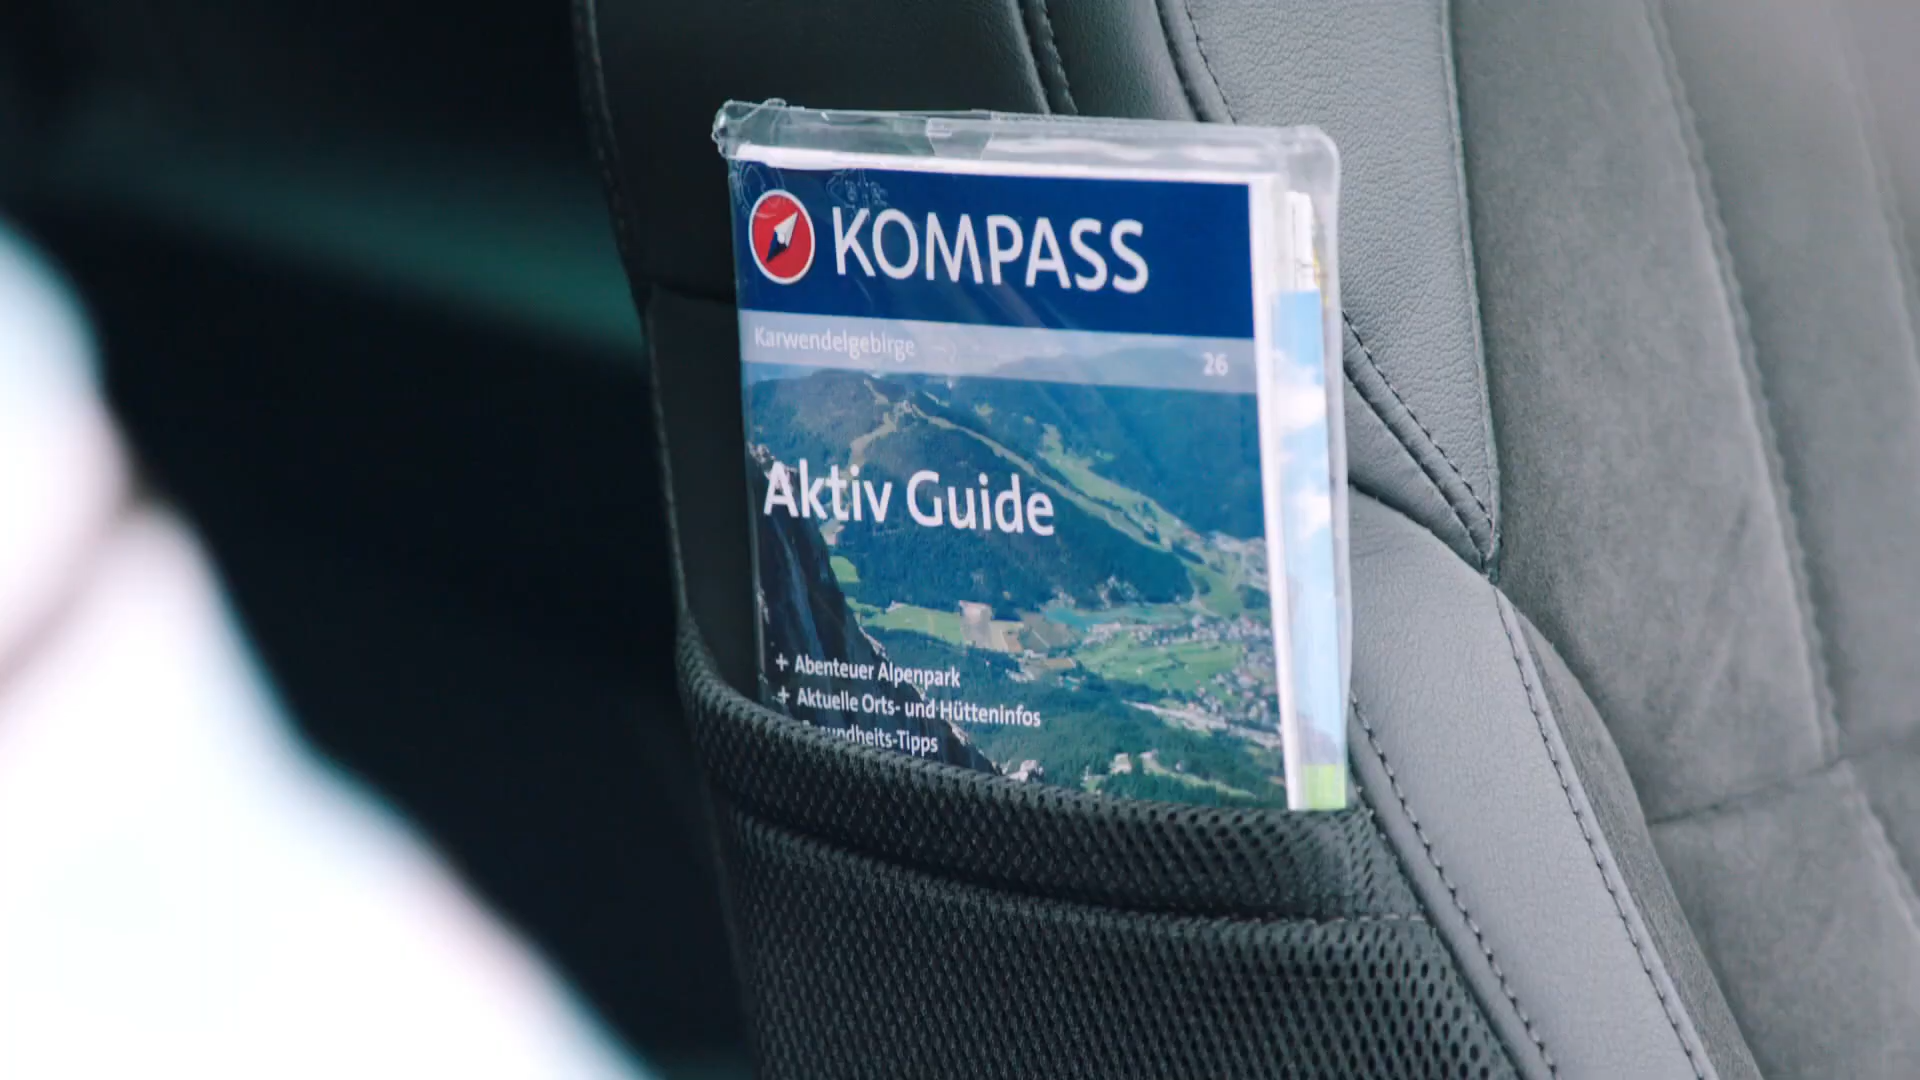 KOMPASS
Karwendelgebirge 26
Aktiv Guide
+ Abenteuer Alpenpark
+ Aktuelle Orts- und Hütteninfos